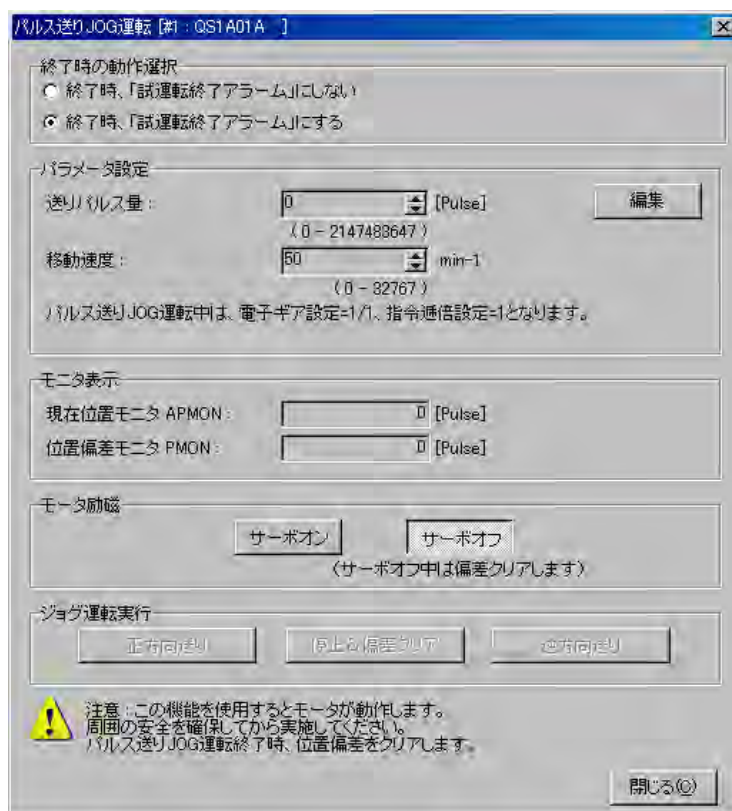 パルス送りJOG運転 [#1 : QS1A01A ]
終了時の動作選択
終了時、「試運転終了アラーム」にしない
終了時、「試運転終了アラーム」にする
パラメータ設定
送りパルス量 : 0 [Pulse] 編集
( 0 - 2147483647 )
移動速度 : 50 min-1
( 0 - 32767 )
パルス送りJOG運転中は、電子ギア設定=1/1、指令逓倍設定=1となります。
モニタ表示
現在位置モニタ APMON : 0 [Pulse]
位置偏差モニタ PMON : 0 [Pulse]
モータ励磁
サーボオン サーボオフ
(サーボオフ中は偏差クリアします)
ジョグ運転実行
正方向送り 停止&偏差クリア 逆方向送り
注意 : この機能を使用するとモータが動作します。
周囲の安全を確保してから実施してください。
パルス送りJOG運転終了時、位置偏差をクリアします。
閉じる(C)